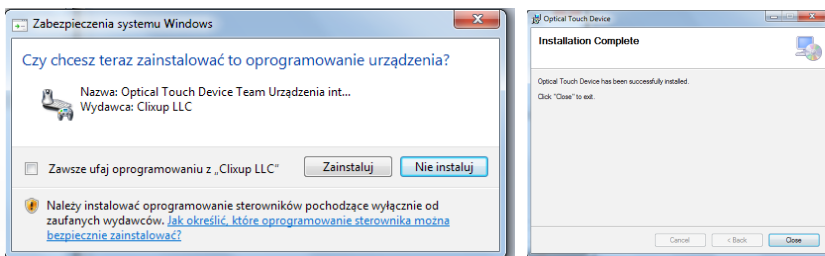 Zabezpieczenia systemu Windows
Czy chcesz teraz zainstalować to oprogramowanie urządzenia?
Nazwa: Optical Touch Device Team Urządzenia int...
Wydawca: Clixup LLC
Zawsze ufaj oprogramowaniu z „Clixup LLC”
Zainstaluj
Nie instaluj
Należy instalować oprogramowanie sterowników pochodzące wyłącznie od
zaufanych wydawców. Jak określić, które oprogramowanie sterownika można
bezpiecznie zainstalować?
Optical Touch Device
Installation Complete
Optical Touch Device has been successfully installed.
Click "Close" to exit.
Cancel
< Back
Close